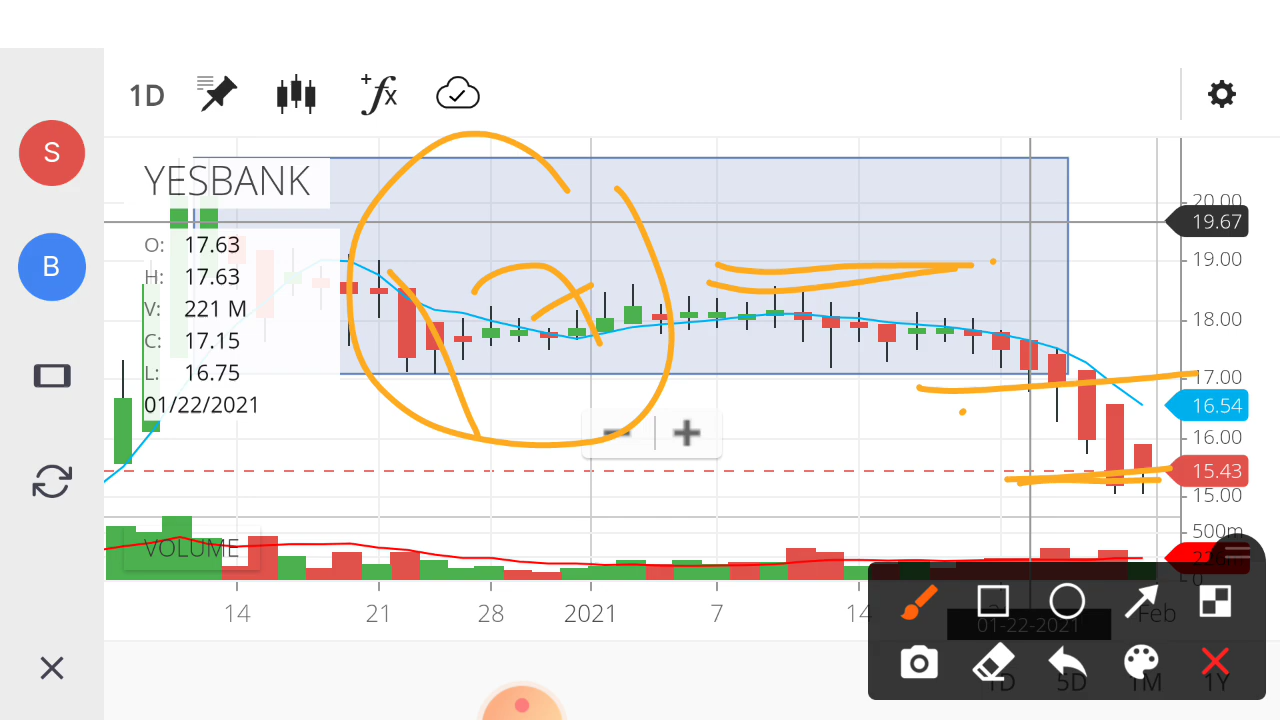 1D
S
B
YESBANK
O: 17.63
H: 17.63
V: 221 M
C: 17.15
L: 16.75
01/22/2021
20.00
19.67
19.00
18.00
17.00
16.54
16.00
15.43
15.00
VOLUME
500m
0
14 21 28 2021 7 14 Feb
01-22-2021
1D 5D 1M 1Y